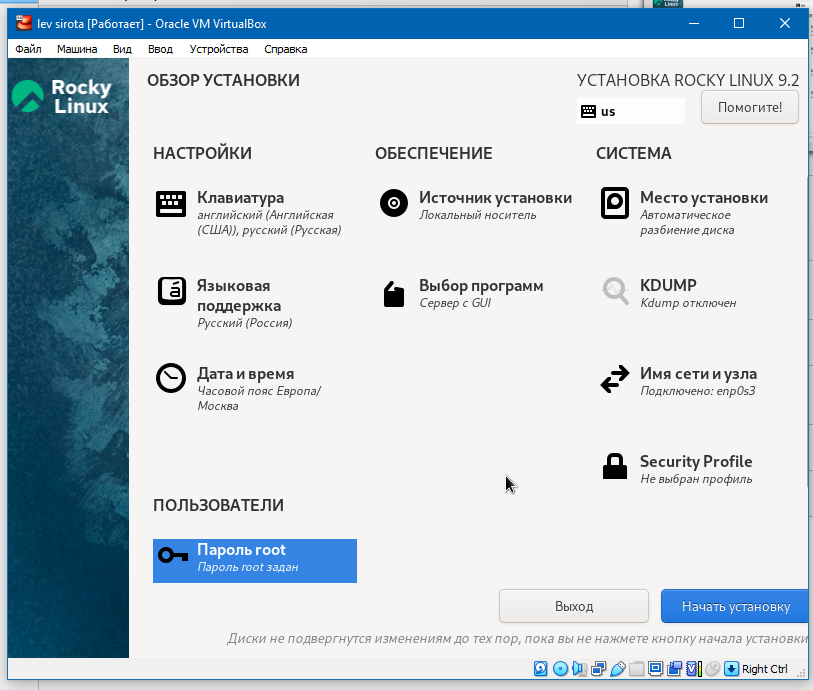 Linux
lev sirota [Работает] - Oracle VM VirtualBox
Файл Машина Вид Ввод Устройства Справка
Rocky
Linux
ОБЗОР УСТАНОВКИ
УСТАНОВКА ROCKY LINUX 9.2
us
Помогите!
НАСТРОЙКИ
Клавиатура
английский (Английская
(США)), русский (Русская)
Языковая
поддержка
Русский (Россия)
Дата и время
Часовой пояс Европа/
Москва
ОБЕСПЕЧЕНИЕ
Источник установки
Локальный носитель
Выбор программ
Сервер с GUI
СИСТЕМА
Место установки
Автоматическое
разбиение диска
KDUMP
Kdump отключен
Имя сети и узла
Подключено: enp0s3
Security Profile
Не выбран профиль
ПОЛЬЗОВАТЕЛИ
Пароль root
Пароль root задан
Выход
Начать установку
Диски не подвергнутся изменениям до тех пор, пока вы не нажмете кнопку начала установки
Right Ctrl